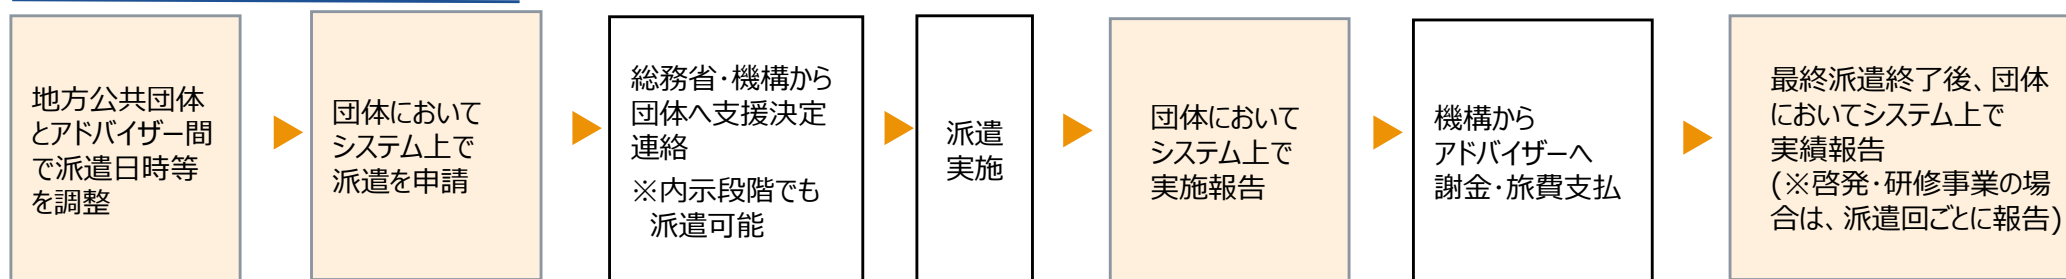 地方公共団体
とアドバイザー間
で派遣日時等
を調整
団体において
システム上で
派遣を申請
総務省・機構から
団体へ支援決定
連絡
※内示段階でも
派遣可能
派遣
実施
団体において
システム上で
実施報告
機構から
アドバイザーへ
謝金・旅費支払
最終派遣終了後、団体
においてシステム上で
実績報告
(※啓発・研修事業の場
合は、派遣回ごとに報告)